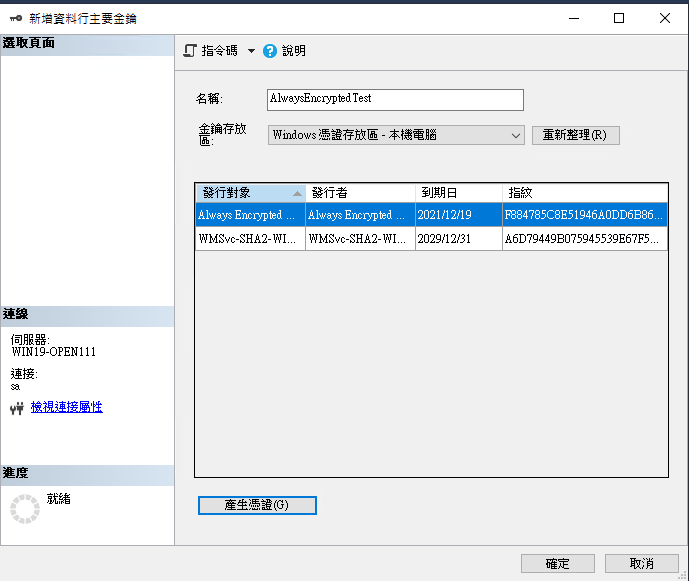 新增資料行主要金鑰
選取頁面
指令碼
說明
名稱:
AlwaysEncryptedTest
金鑰存放區:
Windows 憑證存放區 - 本機電腦
重新整理(R)
發行對象 發行者 到期日 指紋
Always Encrypted ... Always Encrypted ... 2021/12/19 F884785C8E51946A0DD6B86...
WMSvc-SHA2-WI... WMSvc-SHA2-WI... 2029/12/31 A6D79449B075945539E67F5...
連線
伺服器:
WIN19-OPEN111
連接:
sa
檢視連接屬性
進度
就緒
產生憑證(G)
確定
取消